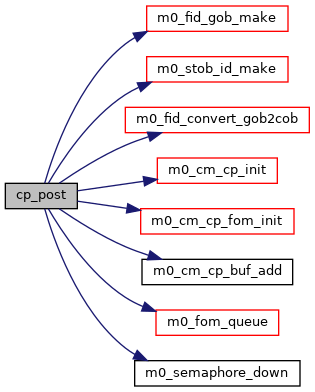 m0_fid_gob_make
m0_stob_id_make
m0_fid_convert_gob2cob
cp_post
m0_cm_cp_init
m0_cm_cp_fom_init
m0_cm_cp_buf_add
m0_fom_queue
m0_semaphore_down